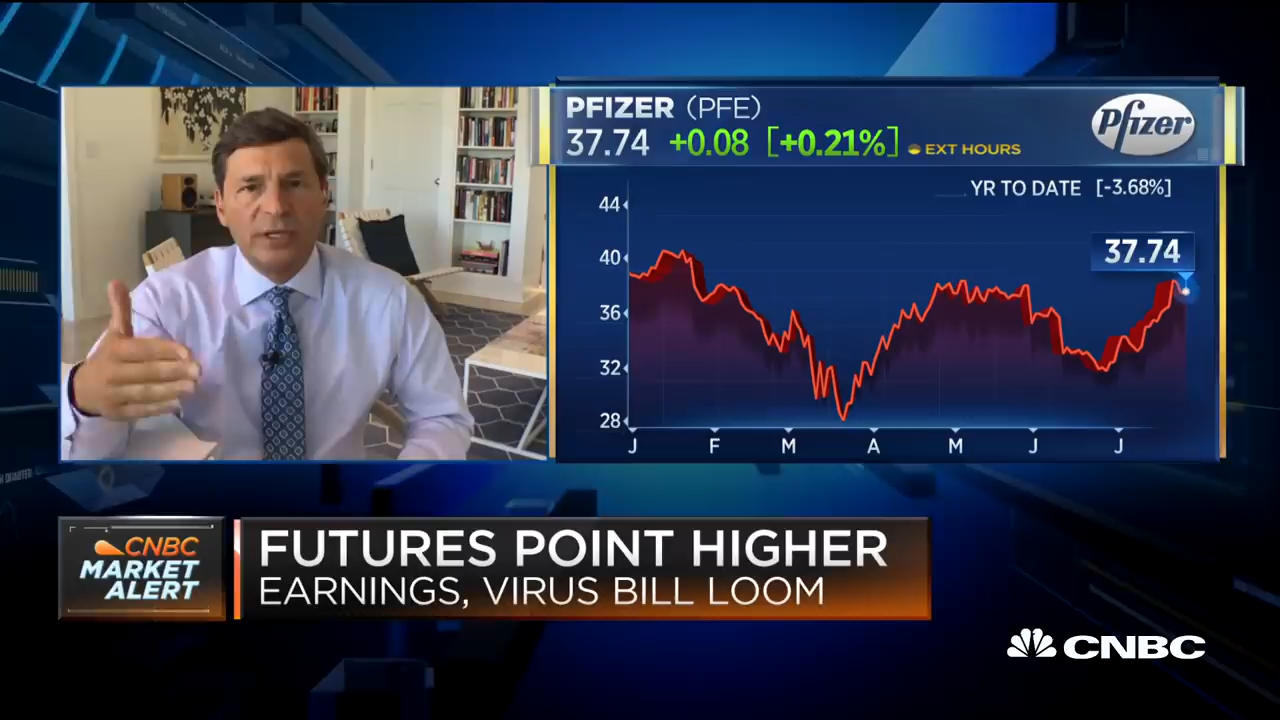 PFIZER (PFE)
37.74 +0.08 [+0.21%] EXT HOURS
Pfizer
YR TO DATE [-3.68%]
44
40
36
32
28
37.74
J F M A M J J
CNBC
MARKET
ALERT
FUTURES POINT HIGHER
EARNINGS, VIRUS BILL LOOM
CNBC